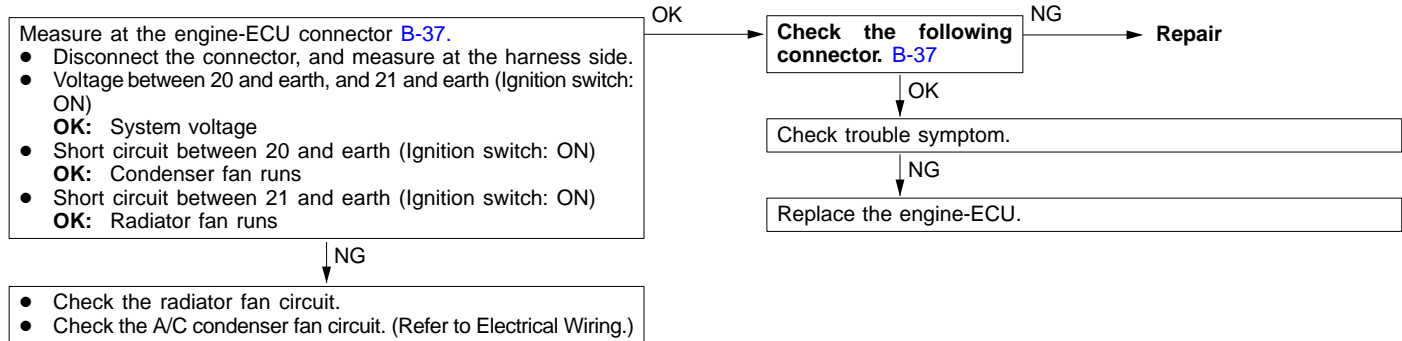 Measure at the engine-ECU connector B-37.
● Disconnect the connector, and measure at the harness side.
● Voltage between 20 and earth, and 21 and earth (Ignition switch:
ON)
OK: System voltage
● Short circuit between 20 and earth (Ignition switch: ON)
OK: Condenser fan runs
● Short circuit between 21 and earth (Ignition switch: ON)
OK: Radiator fan runs
OK
Check the following
connector. B-37
NG
Repair
OK
Check trouble symptom.
NG
Replace the engine-ECU.
NG
● Check the radiator fan circuit.
● Check the A/C condenser fan circuit. (Refer to Electrical Wiring.)